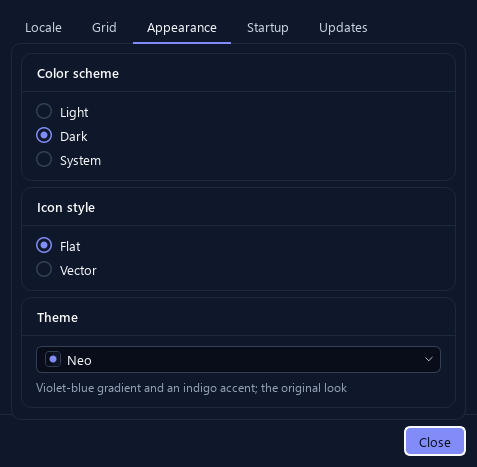 Locale Grid Appearance Startup Updates
Color scheme
Light
Dark
System
Icon style
Flat
Vector
Theme
Neo
Violet-blue gradient and an indigo accent; the original look
Close